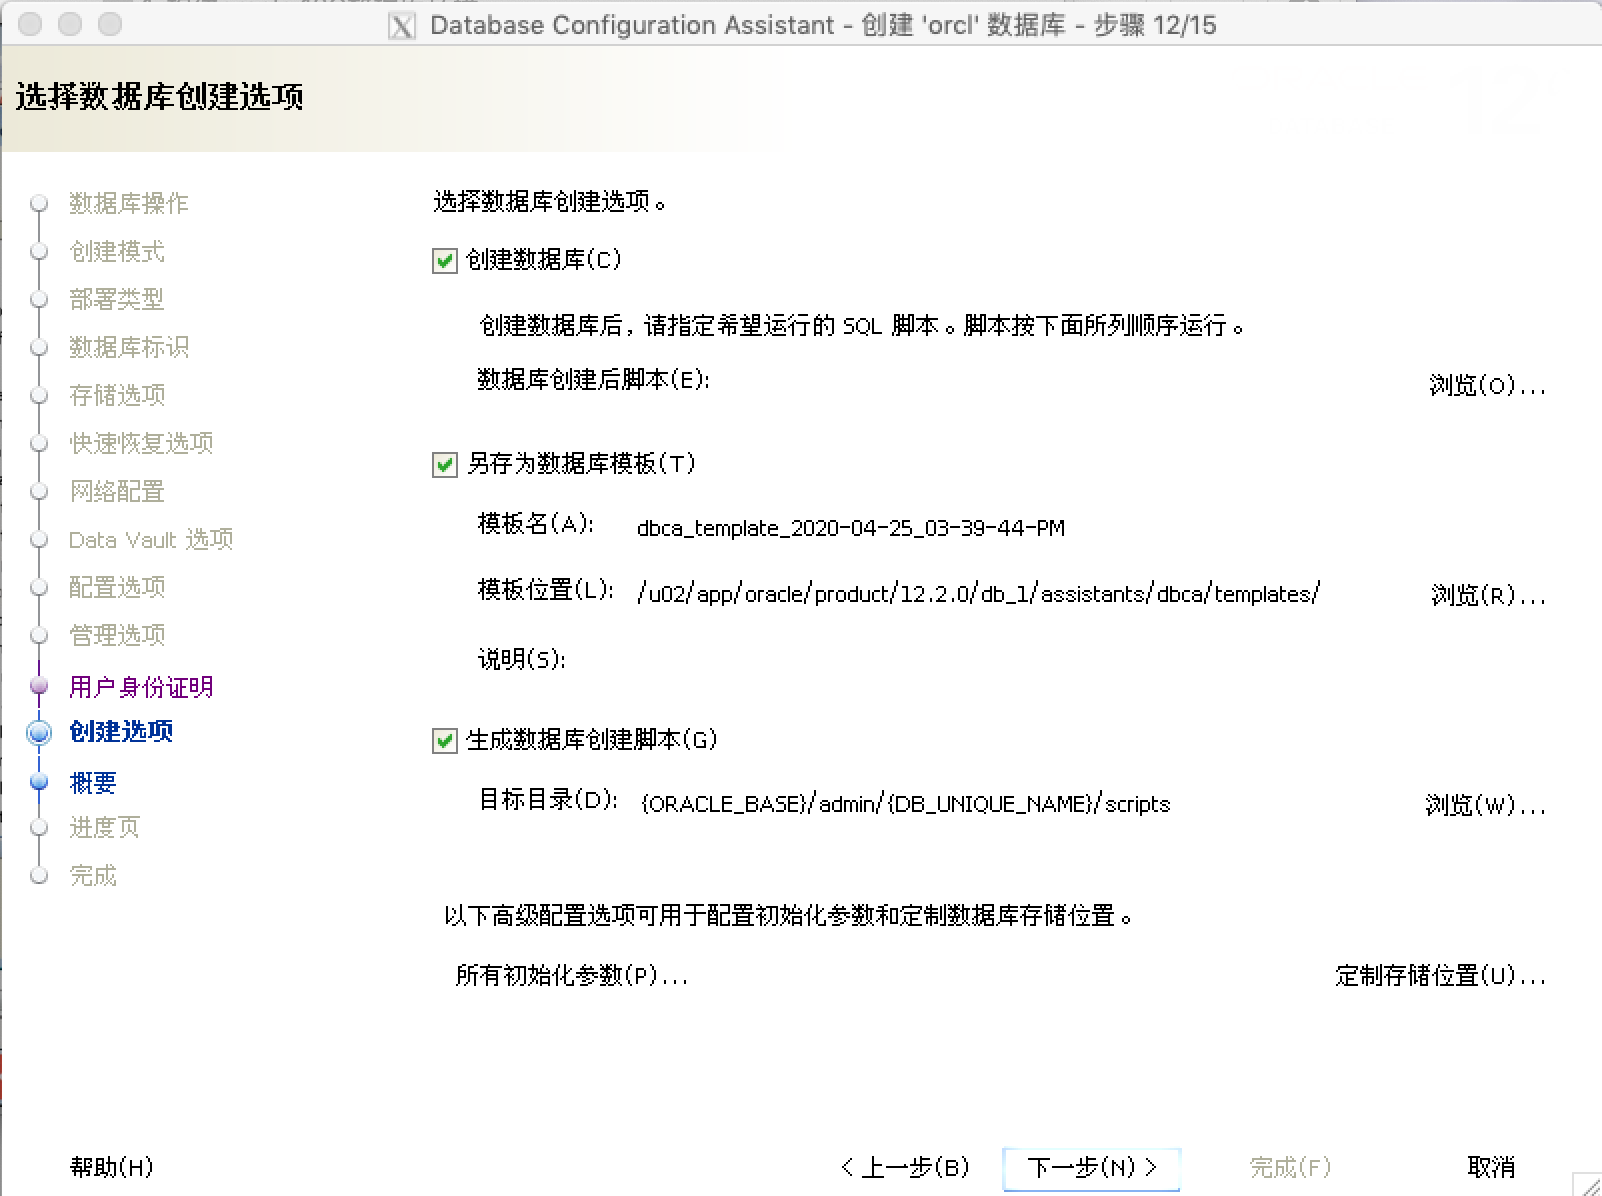 Database Configuration Assistant - 创建 'orcl' 数据库 - 步骤 12/15
选择数据库创建选项
数据库操作
创建模式
部署类型
数据库标识
存储选项
快速恢复选项
网络配置
Data Vault 选项
配置选项
管理选项
用户身份证明
创建选项
概要
进度页
完成
选择数据库创建选项。
创建数据库(C)
创建数据库后, 请指定希望运行的 SQL 脚本。脚本按下面所列顺序运行。
数据库创建后脚本(E):
浏览(O)...
另存为数据库模板(T)
模板名(A): dbca_template_2020-04-25_03-39-44-PM
模板位置(L): /u02/app/oracle/product/12.2.0/db_1/assistants/dbca/templates/
浏览(R)...
说明(S):
生成数据库创建脚本(G)
目标目录(D): {ORACLE_BASE}/admin/{DB_UNIQUE_NAME}/scripts
浏览(W)...
以下高级配置选项可用于配置初始化参数和定制数据库存储位置。
所有初始化参数(P)...
定制存储位置(U)...
帮助(H)
< 上一步(B)
下一步(N) >
完成(F)
取消